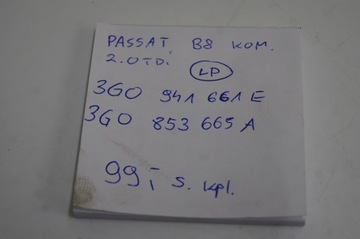 PASSAT, B8 KOM.
2.0TDI
LP
3G0 941 661 E
3G0 853 665 A
99,- S. kpl.